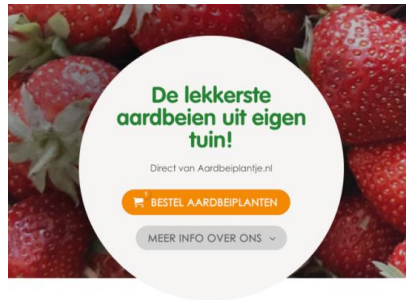 De lekkerste
aardbeien uit eigen
tuin!
Direct van Aardbeiplantje.nl
BESTEL AARDBEIPLANTEN
MEER INFO OVER ONS